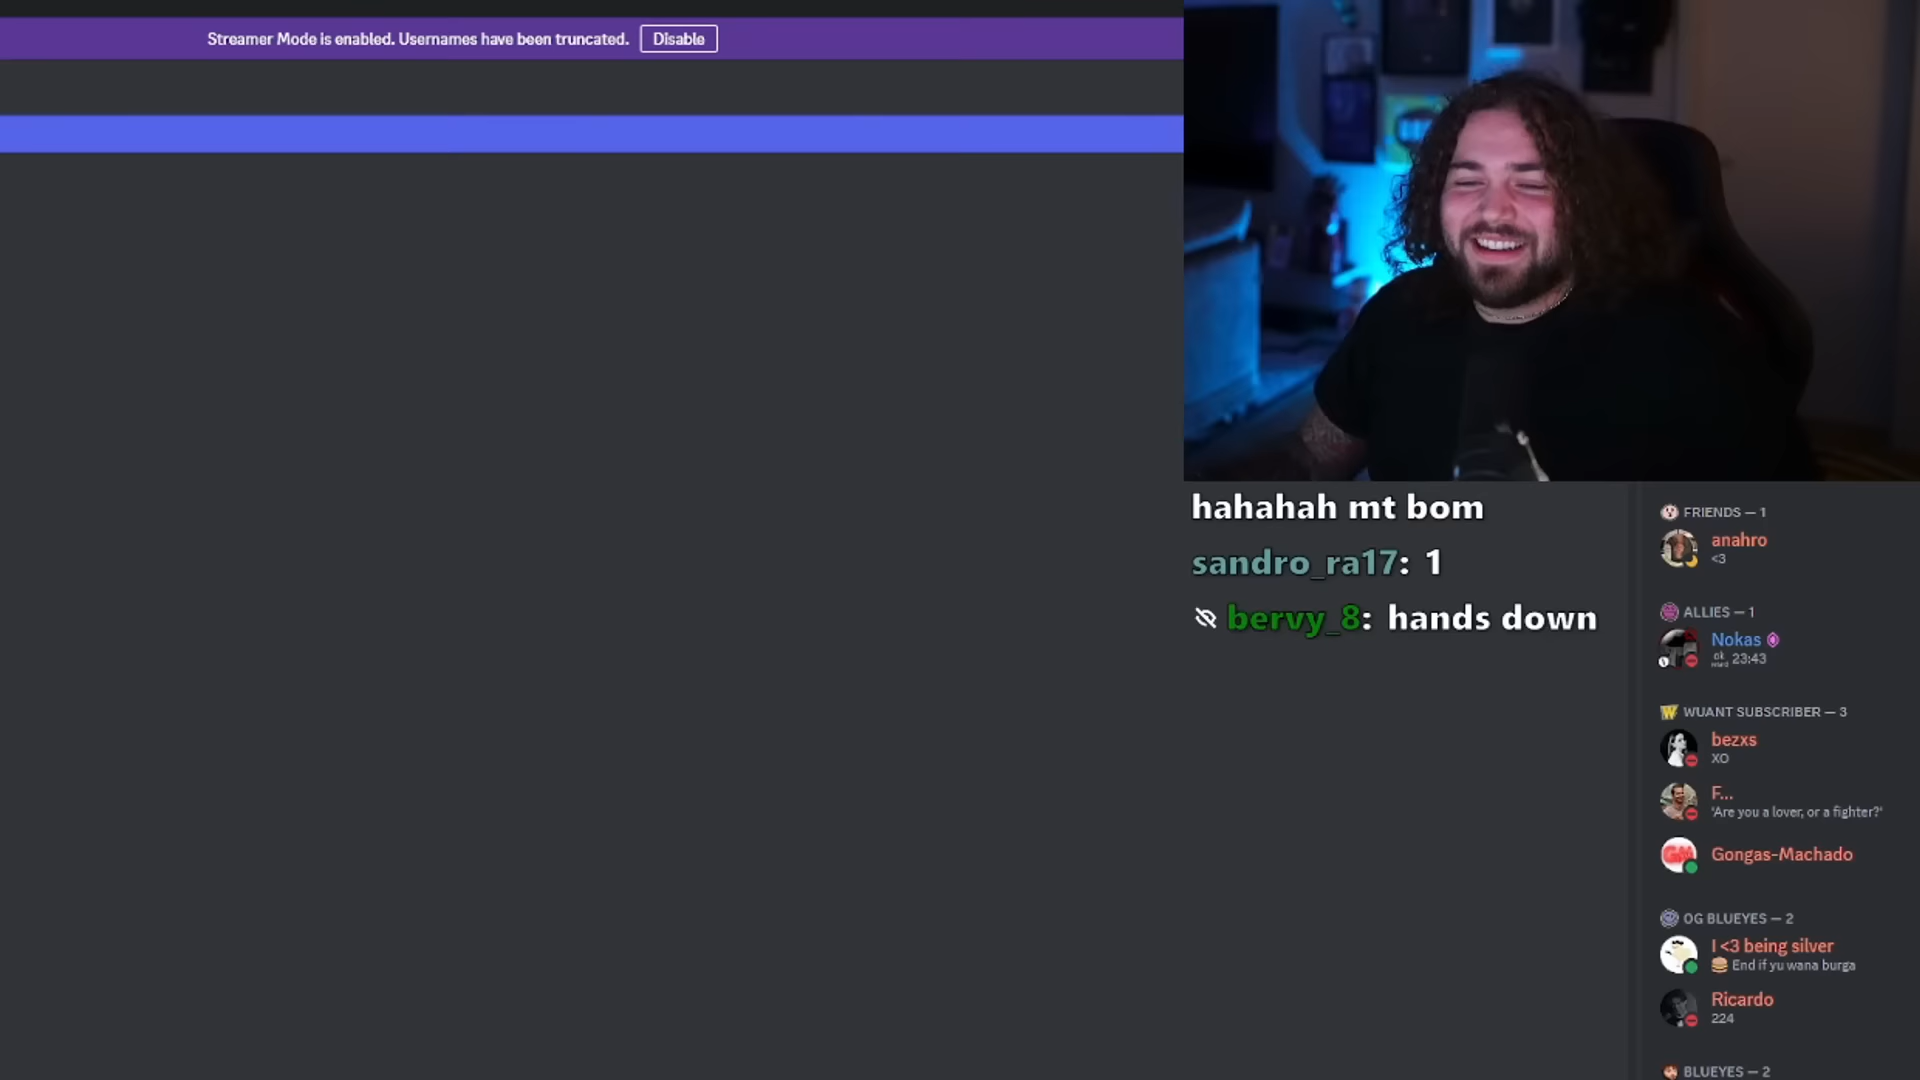 Streamer Mode is enabled. Usernames have been truncated. Disable
hahahah mt bom
sandro_ra17: 1
bervy_8: hands down
FRIENDS — 1
anahro
<3
ALLIES — 1
Nokas
23:43
WUANT SUBSCRIBER — 3
bezxs
XO
F...
'Are you a lover, or a fighter?'
Gongas-Machado
OG BLUEYES — 2
I <3 being silver
End if yu wana burga
Ricardo
224
BLUEYES — 2